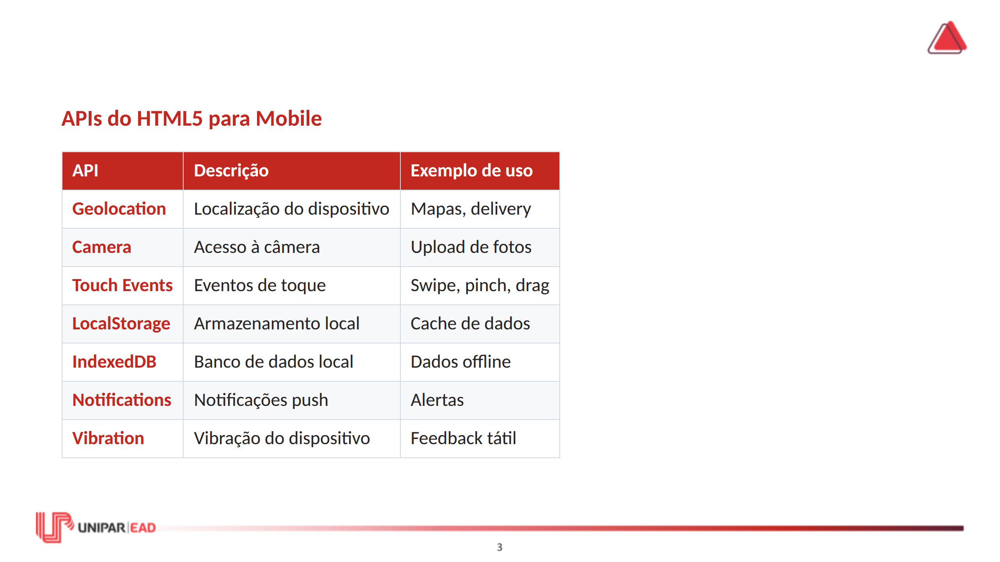 APIs do HTML5 para Mobile
API Descrição Exemplo de uso
Geolocation Localização do dispositivo Mapas, delivery
Camera Acesso à câmera Upload de fotos
Touch Events Eventos de toque Swipe, pinch, drag
LocalStorage Armazenamento local Cache de dados
IndexedDB Banco de dados local Dados offline
Notifications Notificações push Alertas
Vibration Vibração do dispositivo Feedback tátil
UNIPAR|EAD
3